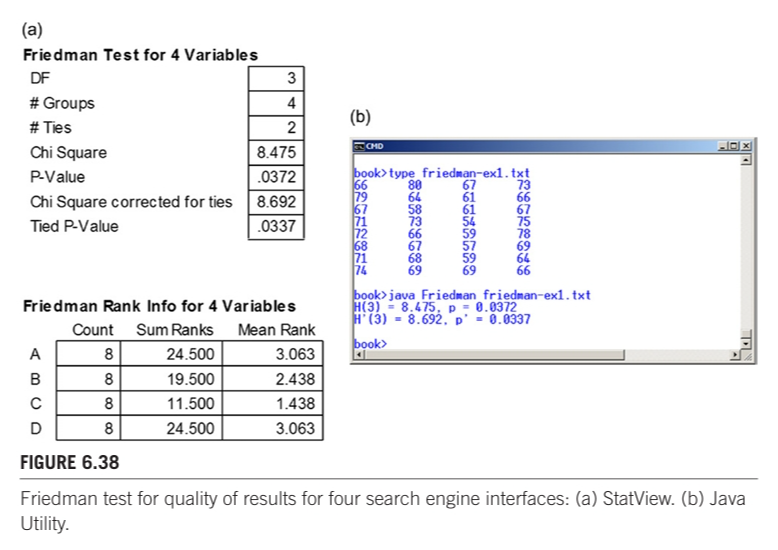 (a)
Friedman Test for 4 Variables
DF 3
# Groups 4
# Ties 2
Chi Square 8.475
P-Value .0372
Chi Square corrected for ties 8.692
Tied P-Value .0337
Friedman Rank Info for 4 Variables
Count Sum Ranks Mean Rank
A 8 24.500 3.063
B 8 19.500 2.438
C 8 11.500 1.438
D 8 24.500 3.063
(b)
CMD
book>type friedman-ex1.txt
66 80 67 73
79 64 61 66
67 58 61 67
71 73 54 75
72 66 59 78
68 67 57 69
71 68 59 64
74 69 69 66
book>java Friedman friedman-ex1.txt
H(3) = 8.475, p = 0.0372
H'(3) = 8.692, p' = 0.0337
book>
FIGURE 6.38
Friedman test for quality of results for four search engine interfaces: (a) StatView. (b) Java
Utility.